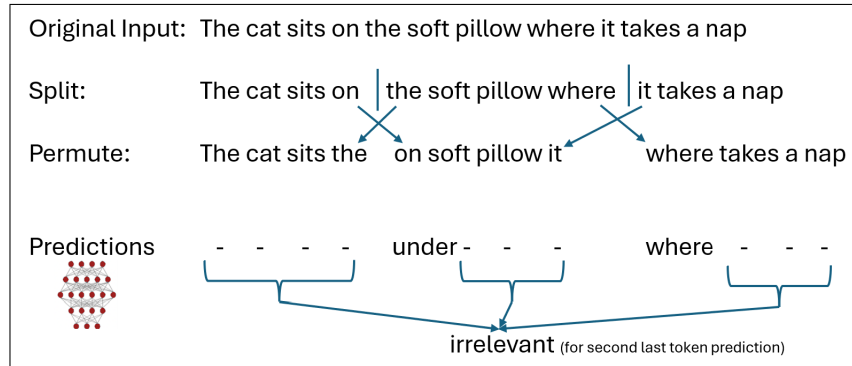 Original Input: The cat sits on the soft pillow where it takes a nap
Split: The cat sits on the soft pillow where it takes a nap
Permute: The cat sits the on soft pillow it where takes a nap
Predictions - - - - under - - - where - - -
irrelevant (for second last token prediction)